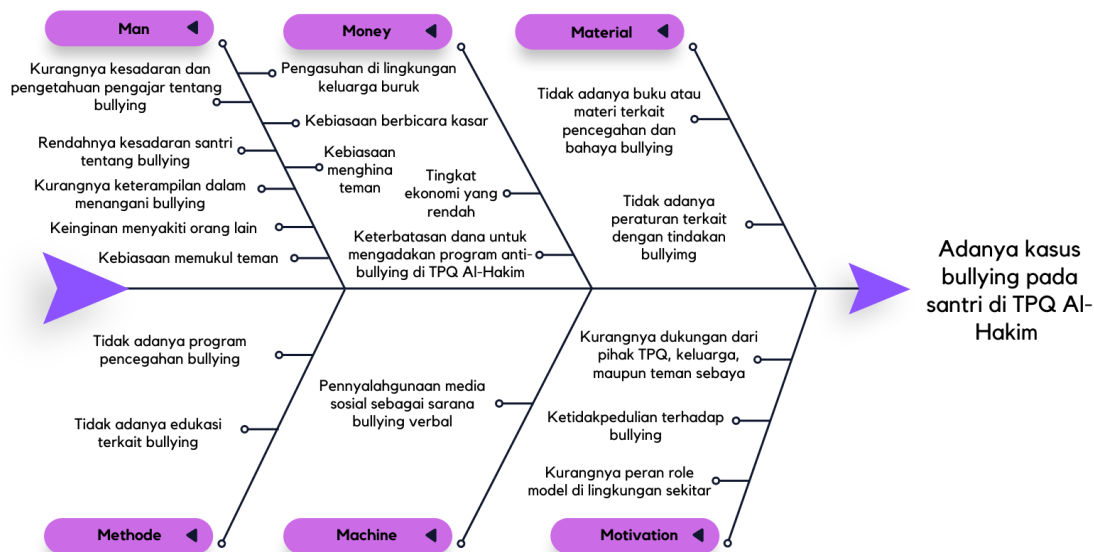 Man
Money
Material
Kurangnya kesadaran dan
pengetahuan pengajar tentang
bullying
Rendahnya kesadaran santri
tentang bullying
Kurangnya keterampilan dalam
menangani bullying
Keinginan menyakiti orang lain
Kebiasaan memukul teman
Pengasuhan di lingkungan
keluarga buruk
Kebiasaan berbicara kasar
Kebiasaan
menghina
teman
Tingkat
ekonomi yang
rendah
Keterbatasan dana untuk
mengadakan program anti-
bullying di TPQ Al-Hakim
Tidak adanya buku atau
materi terkait
pencegahan dan
bahaya bullying
Tidak adanya
peraturan terkait
dengan tindakan
bullyimg
Adanya kasus
bullying pada
santri di TPQ Al-
Hakim
Tidak adanya program
pencegahan bullying
Tidak adanya edukasi
terkait bullying
Pennyalahgunaan media
sosial sebagai sarana
bullying verbal
Kurangnya dukungan dari
pihak TPQ, keluarga,
maupun teman sebaya
Ketidakpedulian terhadap
bullying
Kurangnya peran role
model di lingkungan sekitar
Methode
Machine
Motivation